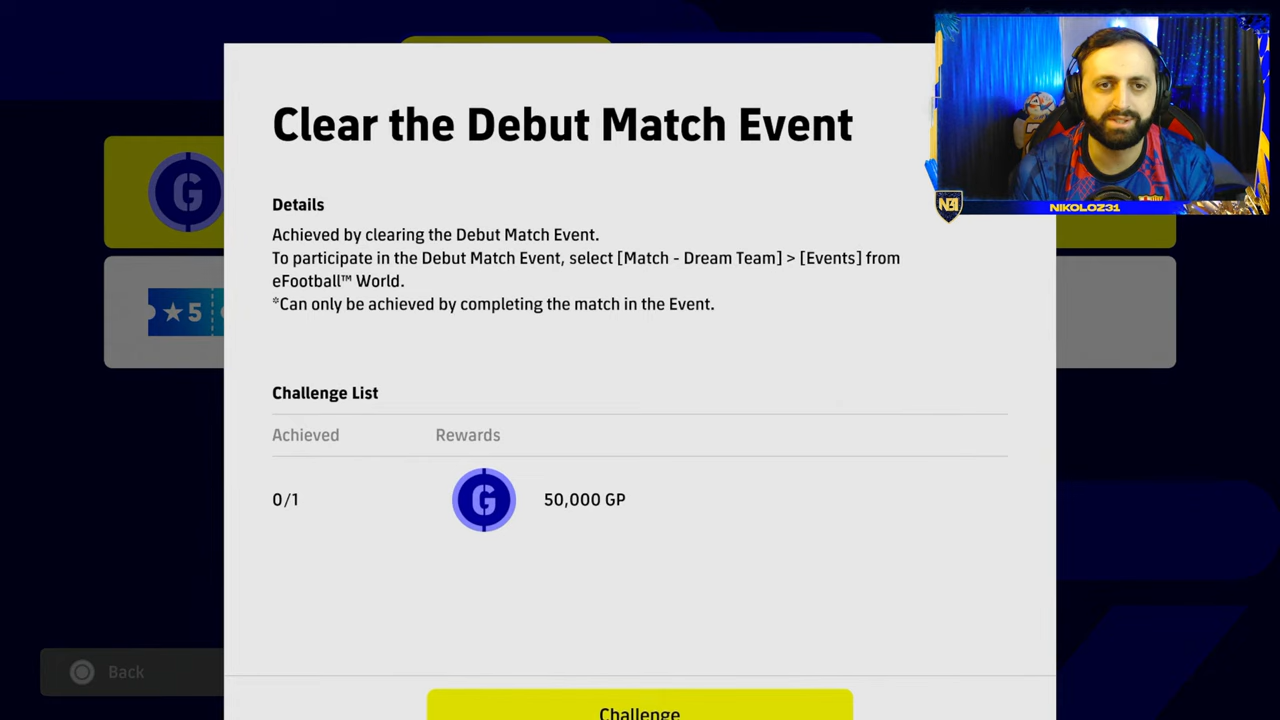 Clear the Debut Match Event
Details
Achieved by clearing the Debut Match Event.
To participate in the Debut Match Event, select [Match - Dream Team] > [Events] from
eFootball™ World.
*Can only be achieved by completing the match in the Event.
Challenge List
Achieved Rewards
0/1 G 50,000 GP
Challenge
G
★5
Back
N31
NIKOLOZ31